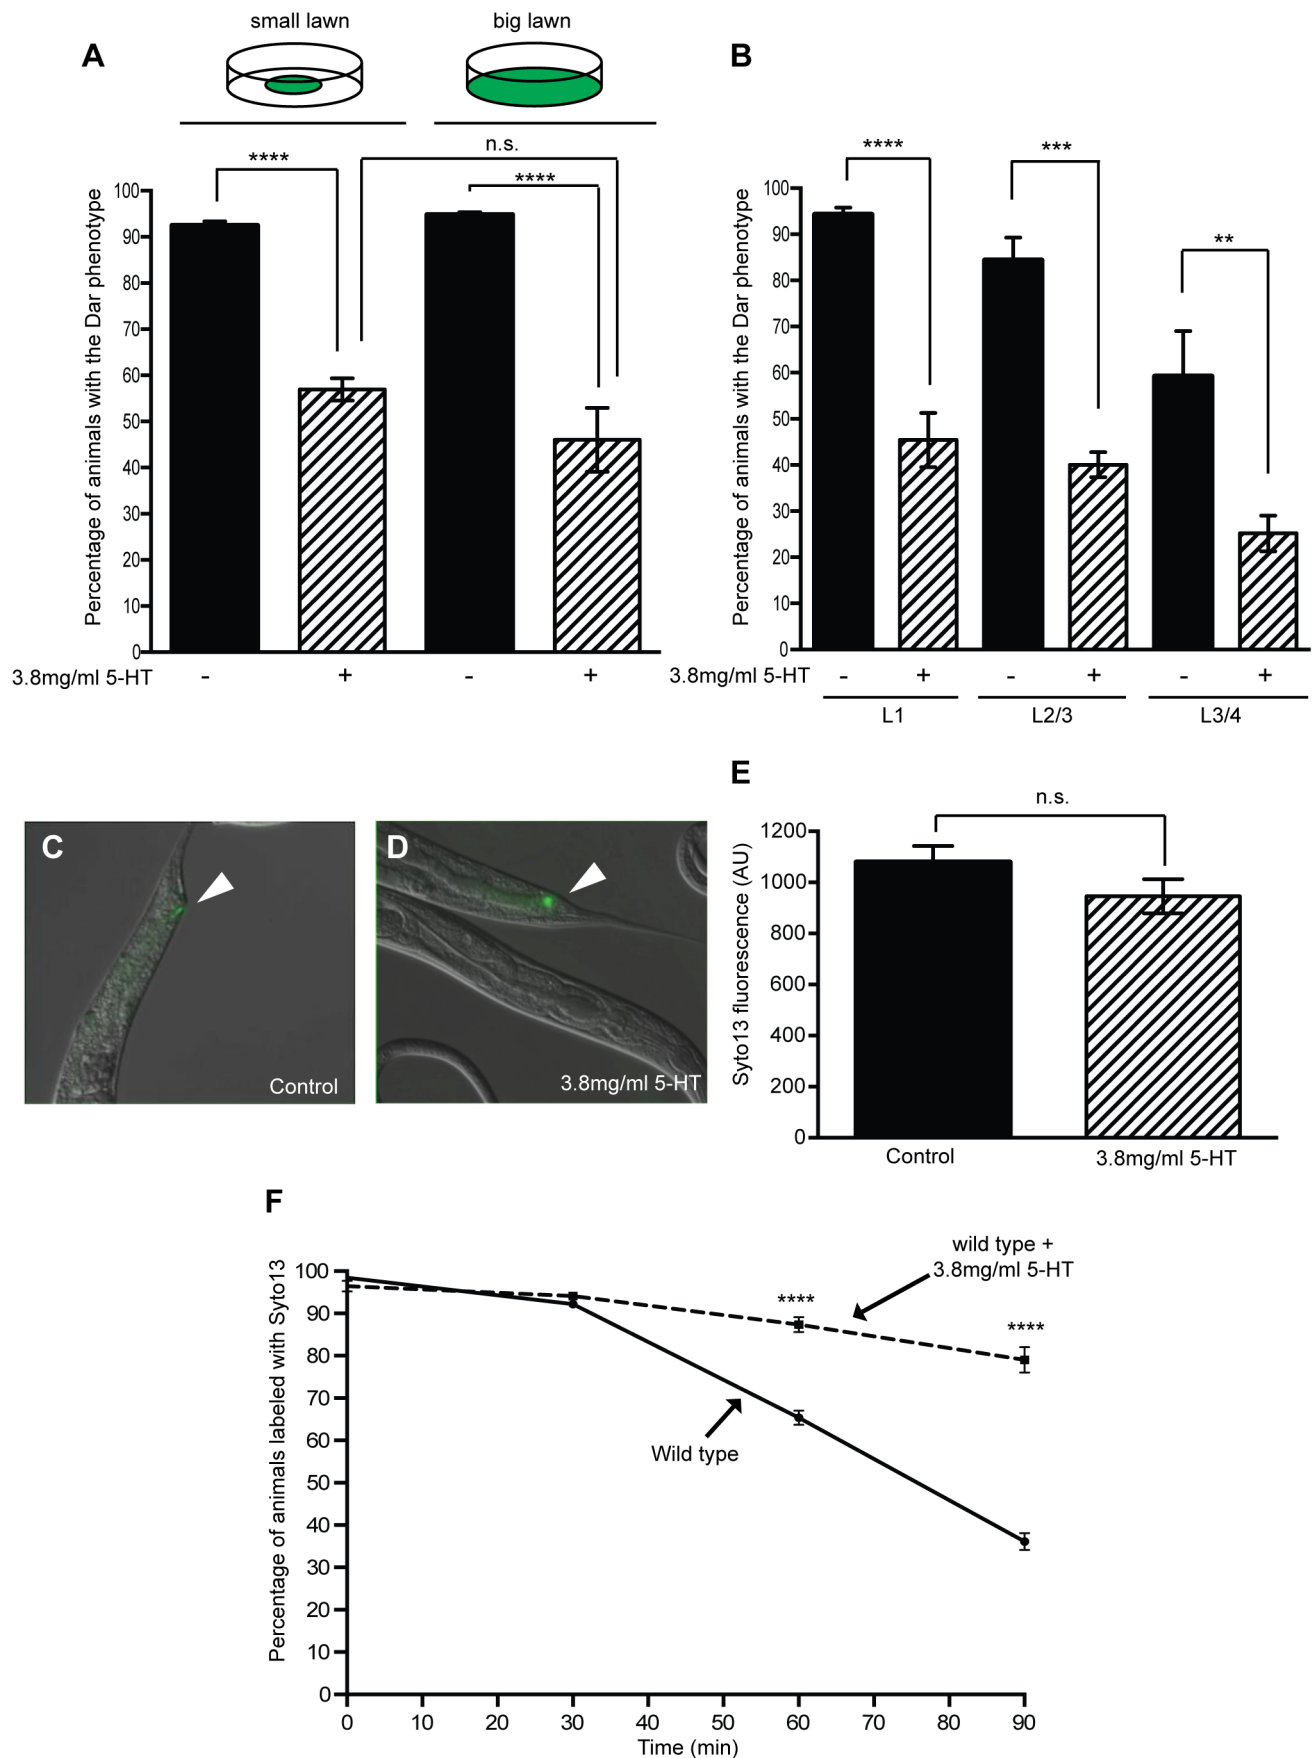 small lawn
big lawn
A
B
n.s.
****
****
****
***
**
Percentage of animals with the Dar phenotype
100
90
80
70
60
50
40
30
20
10
0
3.8mg/ml 5-HT
-
+
-
+
Percentage of animals with the Dar phenotype
100
90
80
70
60
50
40
30
20
10
0
3.8mg/ml 5-HT
-
+
-
+
-
+
L1
L2/3
L3/4
C
Control
D
3.8mg/ml 5-HT
E
n.s.
Syto13 fluorescence (AU)
1200
1000
800
600
400
200
0
Control
3.8mg/ml 5-HT
F
Percentage of animals labeled with Syto13
100
90
80
70
60
50
40
30
20
10
0
wild type +
3.8mg/ml 5-HT
****
****
Wild type
0
10
20
30
40
50
60
70
80
90
Time (min)